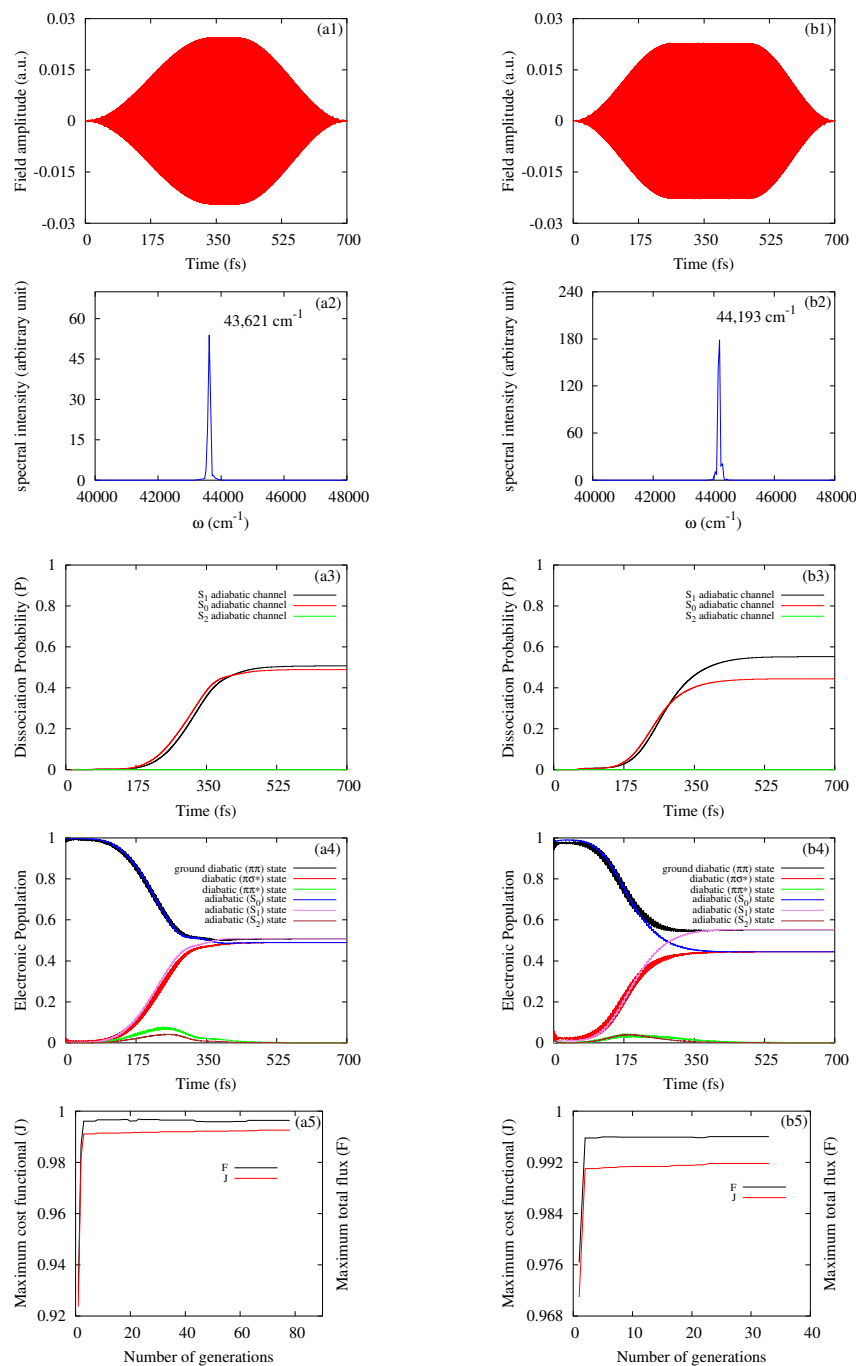 (a1)
Field amplitude (a.u.)
0.03
0.015
0
-0.015
-0.03
0 175 350 525 700
Time (fs)
(b1)
Field amplitude (a.u.)
0.03
0.015
0
-0.015
-0.03
0 175 350 525 700
Time (fs)
(a2)
43,621 cm-1
spectral intensity (arbitrary unit)
60
45
30
15
0
40000 42000 44000 46000 48000
ω (cm-1)
(b2)
44,193 cm-1
spectral intensity (arbitrary unit)
240
180
120
60
0
40000 42000 44000 46000 48000
ω (cm-1)
(a3)
S1 adiabatic channel
S0 adiabatic channel
S2 adiabatic channel
Dissociation Probability (P)
1
0.8
0.6
0.4
0.2
0
0 175 350 525 700
Time (fs)
(b3)
S1 adiabatic channel
S0 adiabatic channel
S2 adiabatic channel
Dissociation Probability (P)
1
0.8
0.6
0.4
0.2
0
0 175 350 525 700
Time (fs)
(a4)
ground diabatic (ππ) state
diabatic (πσ*) state
diabatic (ππ*) state
adiabatic (S0) state
adiabatic (S1) state
adiabatic (S2) state
Electronic Population
1
0.8
0.6
0.4
0.2
0
0 175 350 525 700
Time (fs)
(b4)
ground diabatic (ππ) state
diabatic (πσ*) state
diabatic (ππ*) state
adiabatic (S0) state
adiabatic (S1) state
adiabatic (S2) state
Electronic Population
1
0.8
0.6
0.4
0.2
0
0 175 350 525 700
Time (fs)
(a5)
F
J
Maximum cost functional (J)
Maximum total flux (F)
1
0.98
0.96
0.94
0.92
0 20 40 60 80
Number of generations
(b5)
F
J
Maximum cost functional (J)
Maximum total flux (F)
1
0.992
0.984
0.976
0.968
0 10 20 30 40
Number of generations